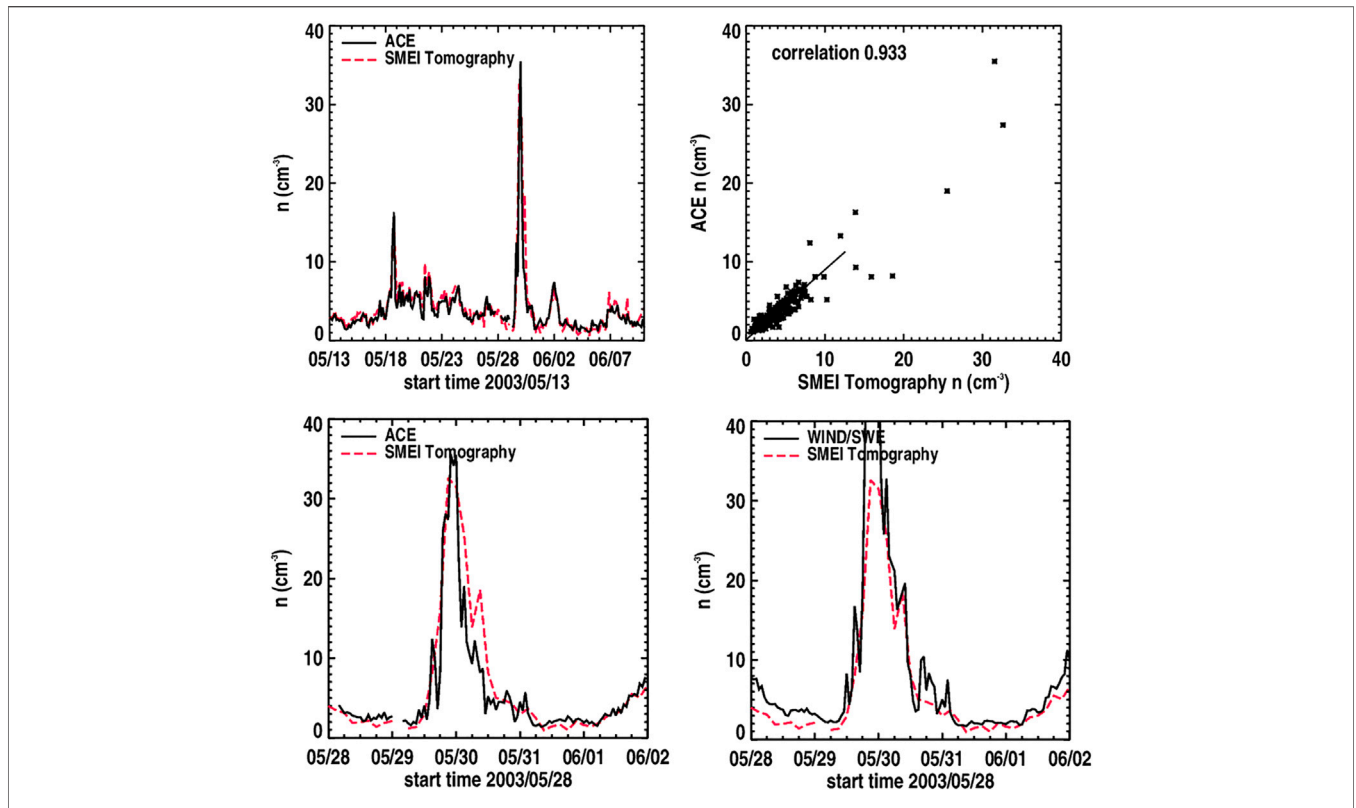 ACE
SMEI Tomography
40
30
20
10
0
n (cm⁻³)
05/13 05/18 05/23 05/28 06/02 06/07
start time 2003/05/13
correlation 0.933
40
30
20
10
0
ACE n (cm⁻³)
0 10 20 30 40
SMEI Tomography n (cm⁻³)
ACE
SMEI Tomography
40
30
20
10
0
n (cm⁻³)
05/28 05/29 05/30 05/31 06/01 06/02
start time 2003/05/28
WIND/SWE
SMEI Tomography
40
30
20
10
0
n (cm⁻³)
05/28 05/29 05/30 05/31 06/01 06/02
start time 2003/05/28